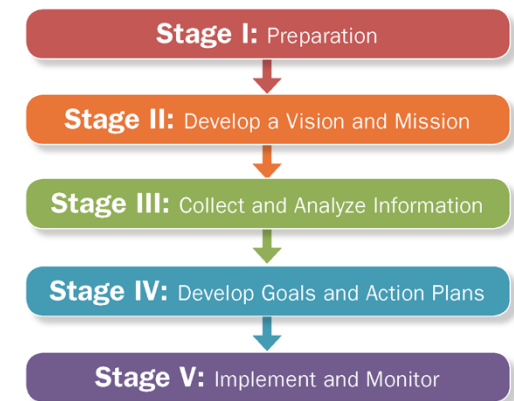 Stage I: Preparation
Stage II: Develop a Vision and Mission
Stage III: Collect and Analyze Information
Stage IV: Develop Goals and Action Plans
Stage V: Implement and Monitor